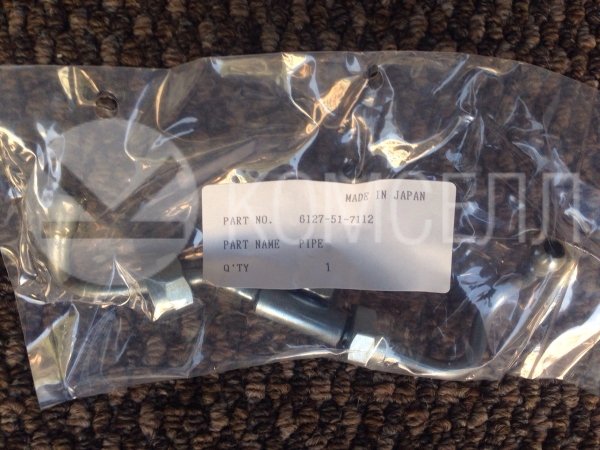 MADE IN JAPAN
PART NO. 6127-51-7112
PART NAME PIPE
Q'TY 1
КОМСЕЛЛ